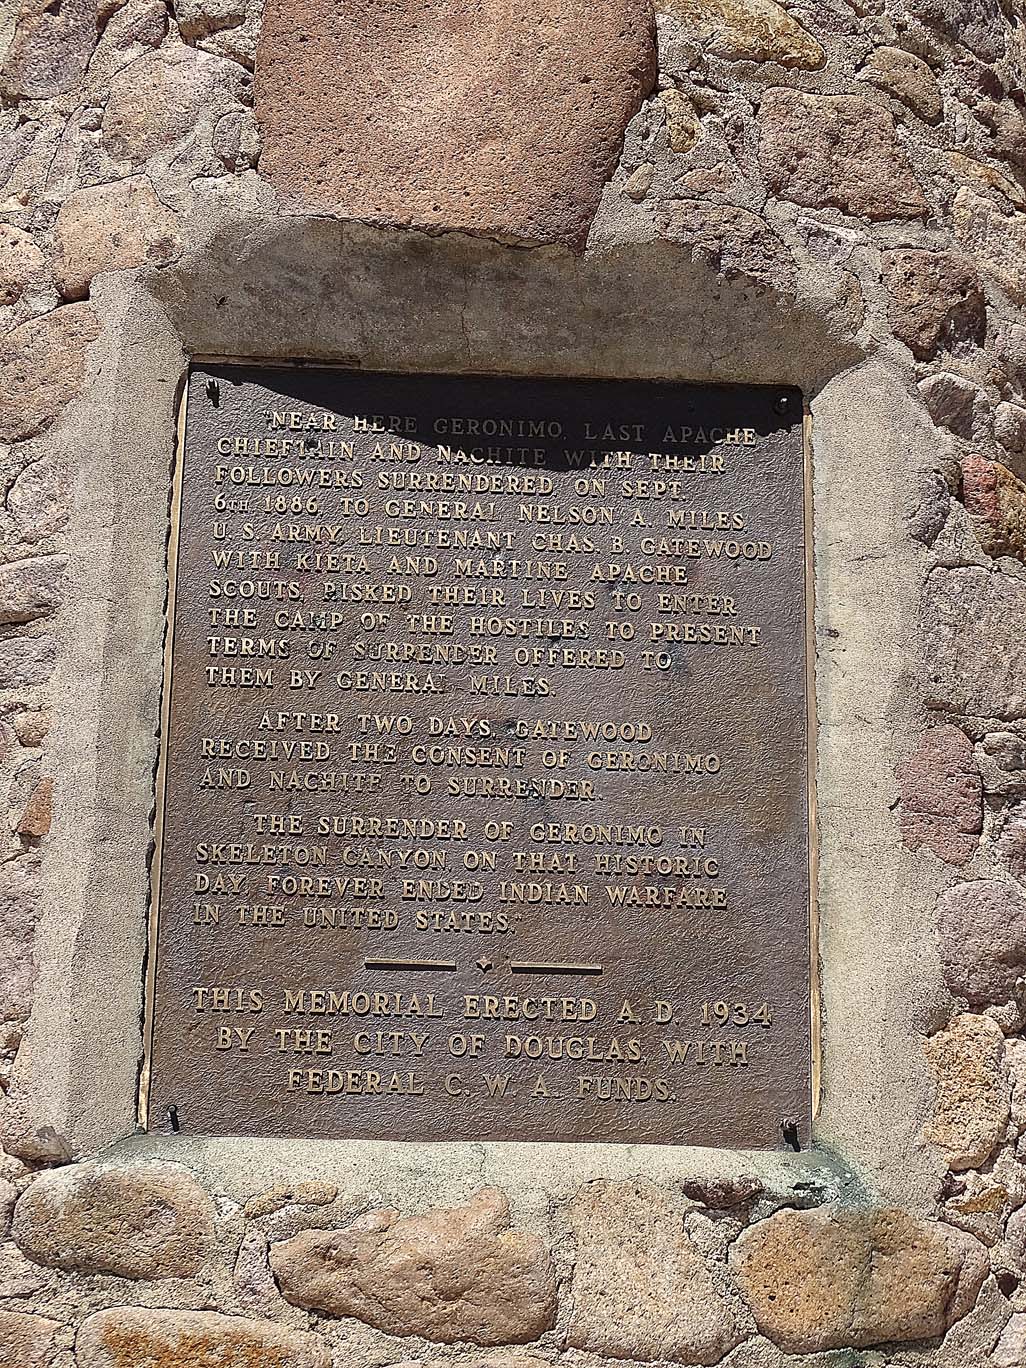 "NEAR HERE GERONIMO, LAST APACHE
CHIEFTAIN AND NACHITE WITH THEIR
FOLLOWERS SURRENDERED ON SEPT.
6TH 1886. TO GENERAL NELSON A. MILES
U.S. ARMY. LIEUTENANT CHAS. B. GATEWOOD
WITH KIETA AND MARTINE APACHE
SCOUTS, RISKED THEIR LIVES TO ENTER
THE CAMP OF THE HOSTILES TO PRESENT
TERMS OF SURRENDER OFFERED TO
THEM BY GENERAL MILES.
AFTER TWO DAYS, GATEWOOD
RECEIVED THE CONSENT OF GERONIMO
AND NACHITE TO SURRENDER.
THE SURRENDER OF GERONIMO IN
SKELETON CANYON, ON THAT HISTORIC
DAY, FOREVER ENDED INDIAN WARFARE
IN THE UNITED STATES."
THIS MEMORIAL ERECTED A.D. 1934
BY THE CITY OF DOUGLAS, WITH
FEDERAL C.W.A. FUNDS.